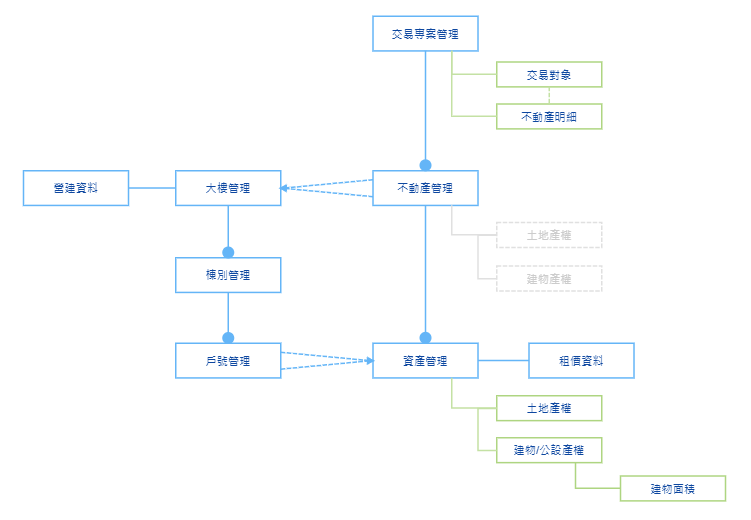 交易專案管理
交易對象
不動產明細
營建資料
大樓管理
不動產管理
土地產權
建物產權
棟別管理
戶號管理
資產管理
租賃資料
土地產權
建物/公設產權
建物面積